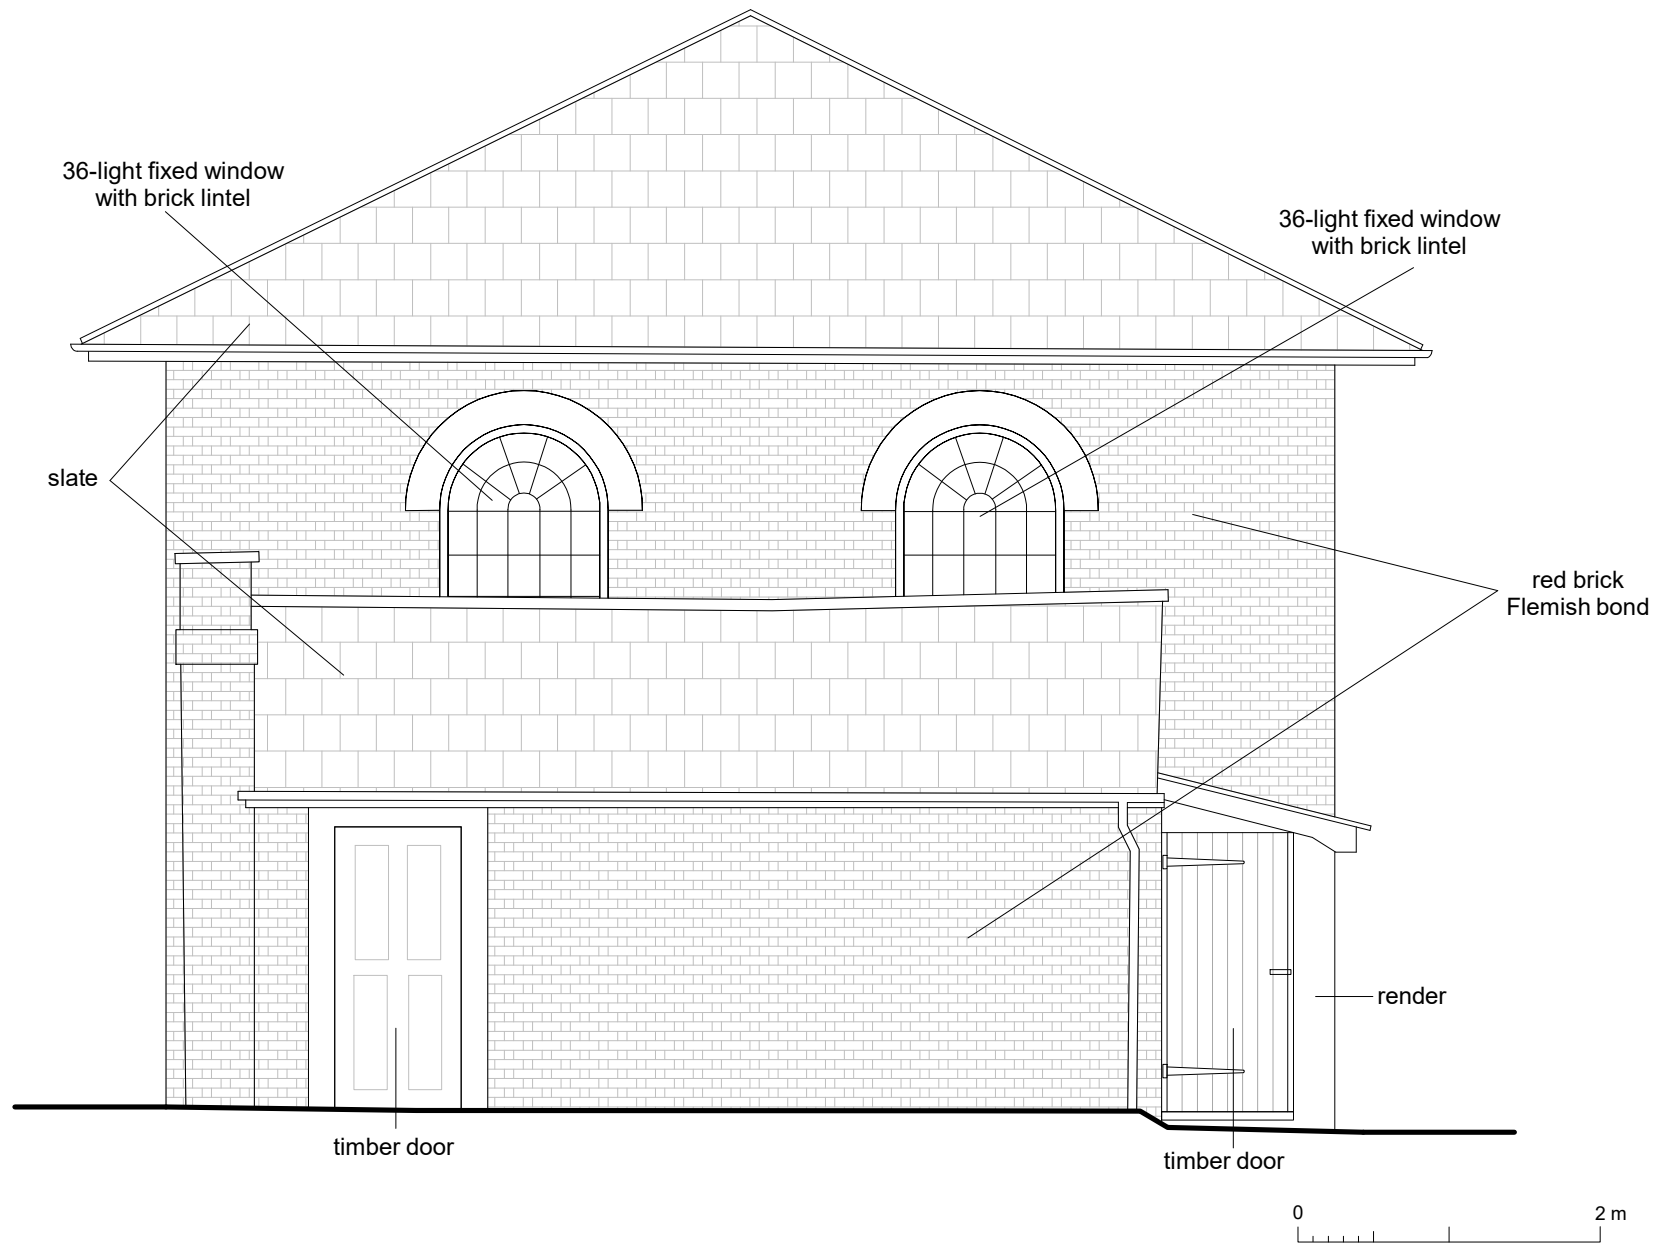 36-light fixed window
with brick lintel
36-light fixed window
with brick lintel
slate
red brick
Flemish bond
render
timber door
timber door
0
2 m